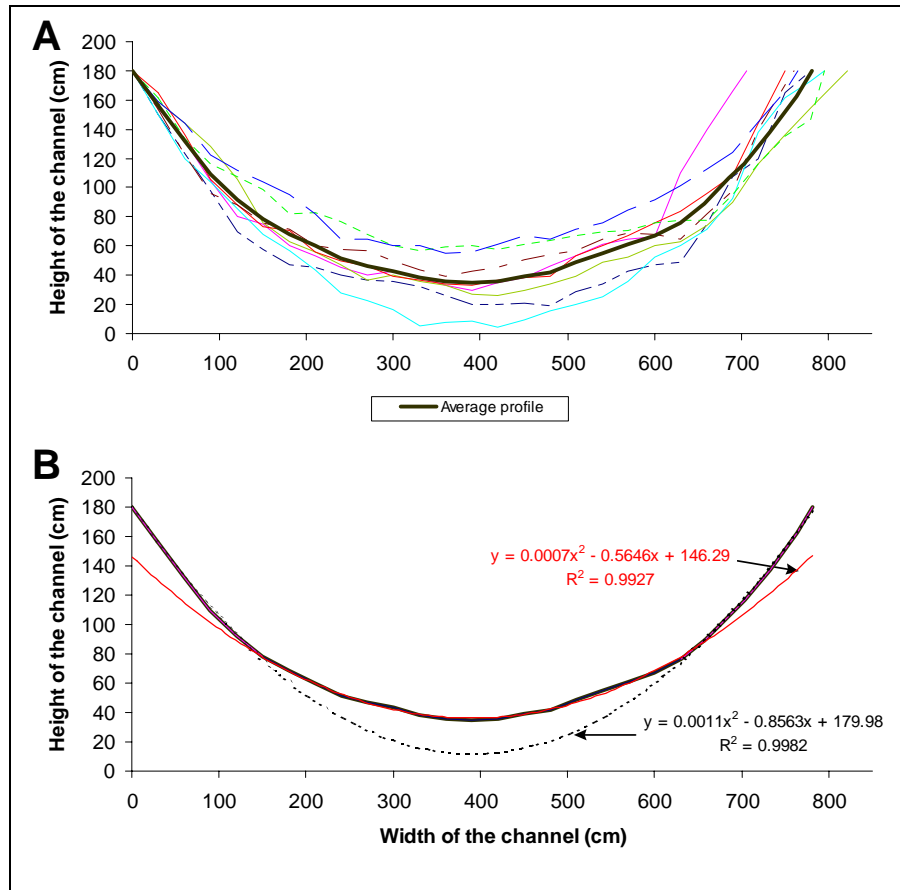 A
Height of the channel (cm)
200
180
160
140
120
100
80
60
40
20
0
0 100 200 300 400 500 600 700 800
Average profile
B
Height of the channel (cm)
200
180
160
140
120
100
80
60
40
20
0
y = 0.0007x² - 0.5646x + 146.29
R² = 0.9927
y = 0.0011x² - 0.8563x + 179.98
R² = 0.9982
0 100 200 300 400 500 600 700 800
Width of the channel (cm)